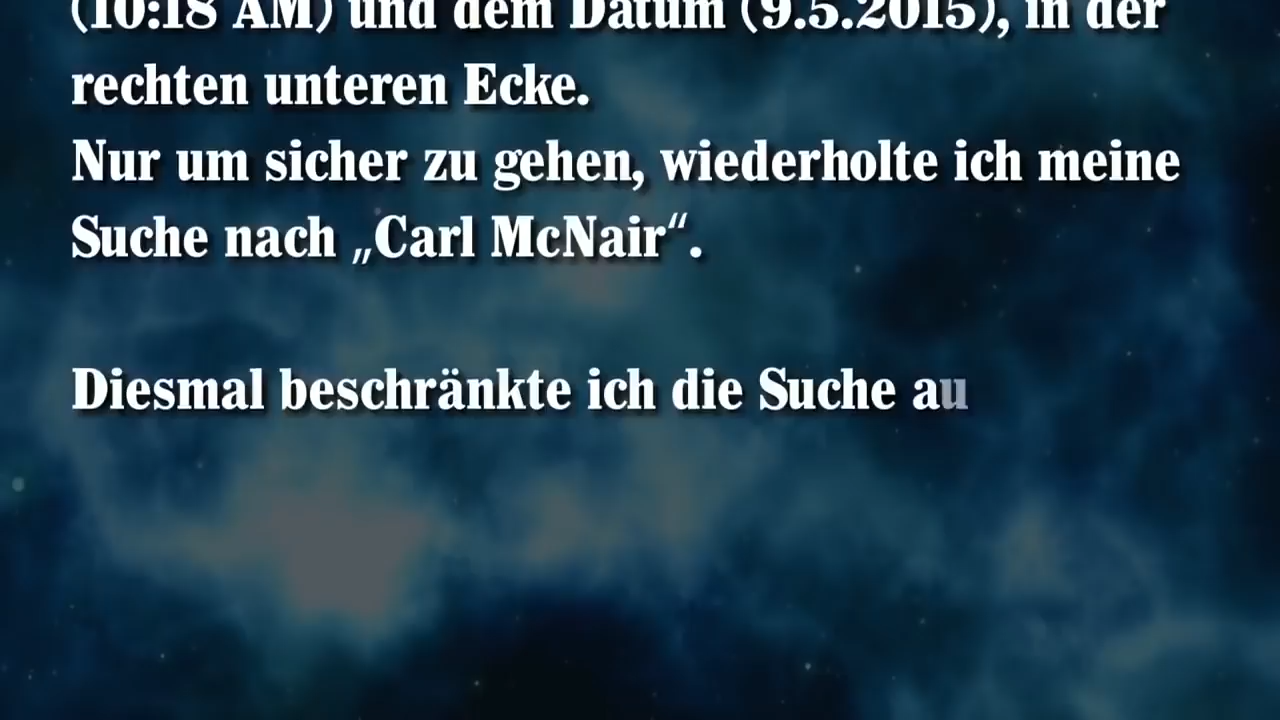 (10:18 AM) und dem Datum (9.5.2015), in der
rechten unteren Ecke.
Nur um sicher zu gehen, wiederholte ich meine
Suche nach „Carl McNair“.
Diesmal beschränkte ich die Suche au